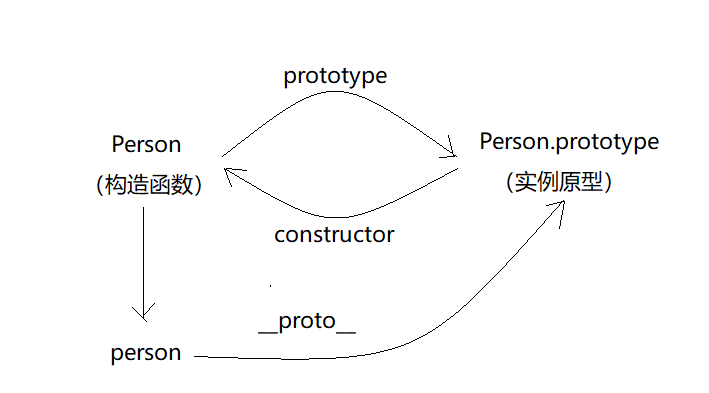 prototype
Person
（构造函数）
Person.prototype
（实例原型）
constructor
__proto__
person